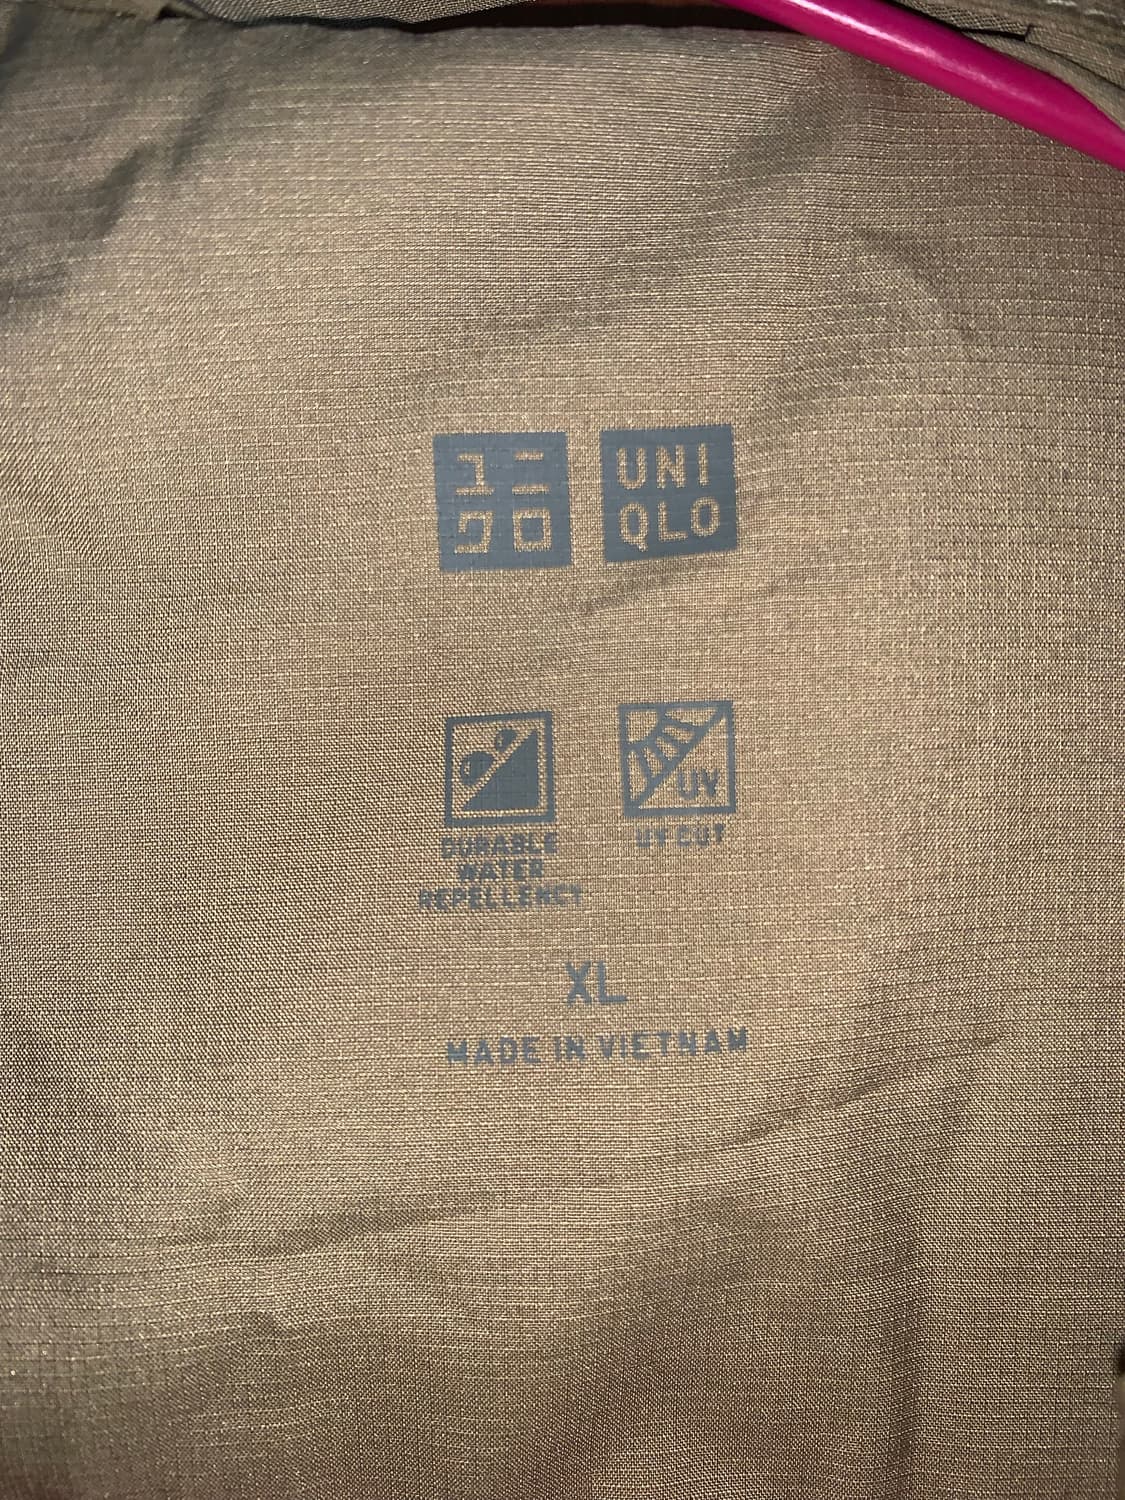 ユニ
クロ
UNI
QLO
UV
DURABLE
WATER
REPELLENCY
UV CUT
XL
MADE IN VIETNAM